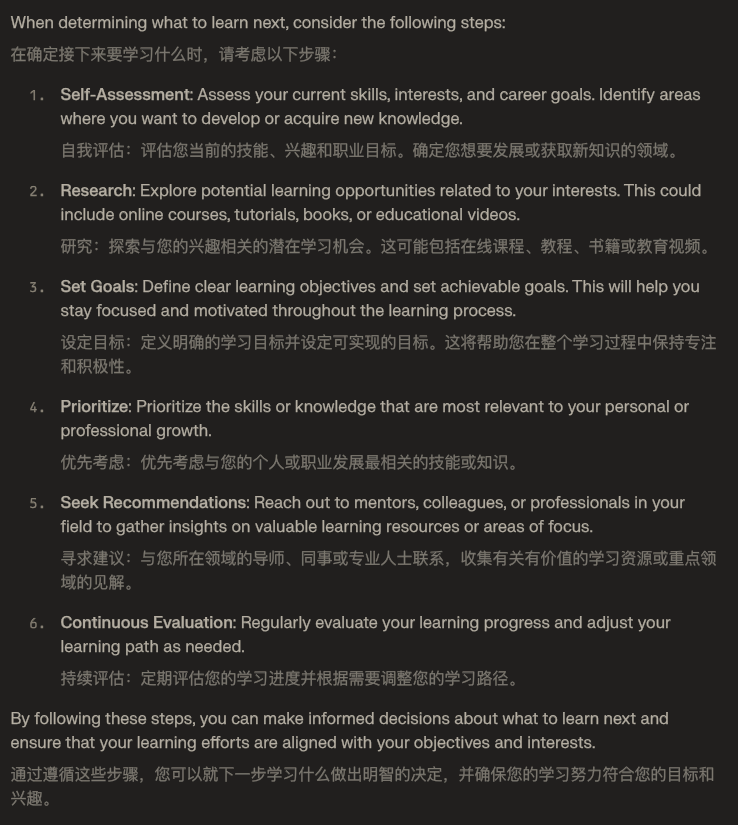 When determining what to learn next, consider the following steps:
在确定接下来要学习什么时，请考虑以下步骤：
1. Self-Assessment: Assess your current skills, interests, and career goals. Identify areas
where you want to develop or acquire new knowledge.
自我评估：评估您当前的技能、兴趣和职业目标。确定您想要发展或获取新知识的领域。
2. Research: Explore potential learning opportunities related to your interests. This could
include online courses, tutorials, books, or educational videos.
研究：探索与您的兴趣相关的潜在学习机会。这可能包括在线课程、教程、书籍或教育视频。
3. Set Goals: Define clear learning objectives and set achievable goals. This will help you
stay focused and motivated throughout the learning process.
设定目标：定义明确的学习目标并设定可实现的目标。这将帮助您在整个学习过程中保持专注
和积极性。
4. Prioritize: Prioritize the skills or knowledge that are most relevant to your personal or
professional growth.
优先考虑：优先考虑与您的个人或职业发展最相关的技能或知识。
5. Seek Recommendations: Reach out to mentors, colleagues, or professionals in your
field to gather insights on valuable learning resources or areas of focus.
寻求建议：与您所在领域的导师、同事或专业人士联系，收集有关有价值的学习资源或重点领
域的见解。
6. Continuous Evaluation: Regularly evaluate your learning progress and adjust your
learning path as needed.
持续评估：定期评估您的学习进度并根据需要调整您的学习路径。
By following these steps, you can make informed decisions about what to learn next and
ensure that your learning efforts are aligned with your objectives and interests.
通过遵循这些步骤，您可以就下一步学习什么做出明智的决定，并确保您的学习努力符合您的目标和
兴趣。